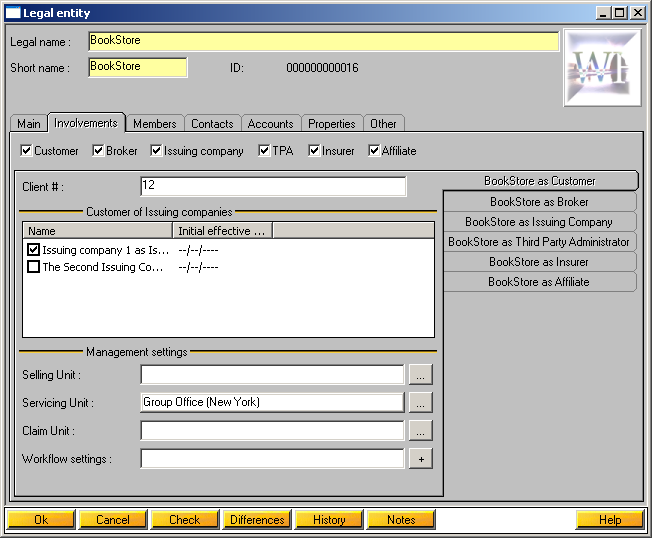 Legal entity
Legal name : BookStore
Short name : BookStore ID: 000000000016
Main Involvements Members Contacts Accounts Properties Other
Customer Broker Issuing company TPA Insurer Affiliate
Client # : 12
BookStore as Customer
BookStore as Broker
BookStore as Issuing Company
BookStore as Third Party Administrator
BookStore as Insurer
BookStore as Affiliate
Customer of Issuing companies
Name Initial effective ...
Issuing company 1 as Is... --/--/----
The Second Issuing Co... --/--/----
Management settings
Selling Unit : ...
Servicing Unit : Group Office (New York) ...
Claim Unit : ...
Workflow settings : +
Ok Cancel Check Differences History Notes Help